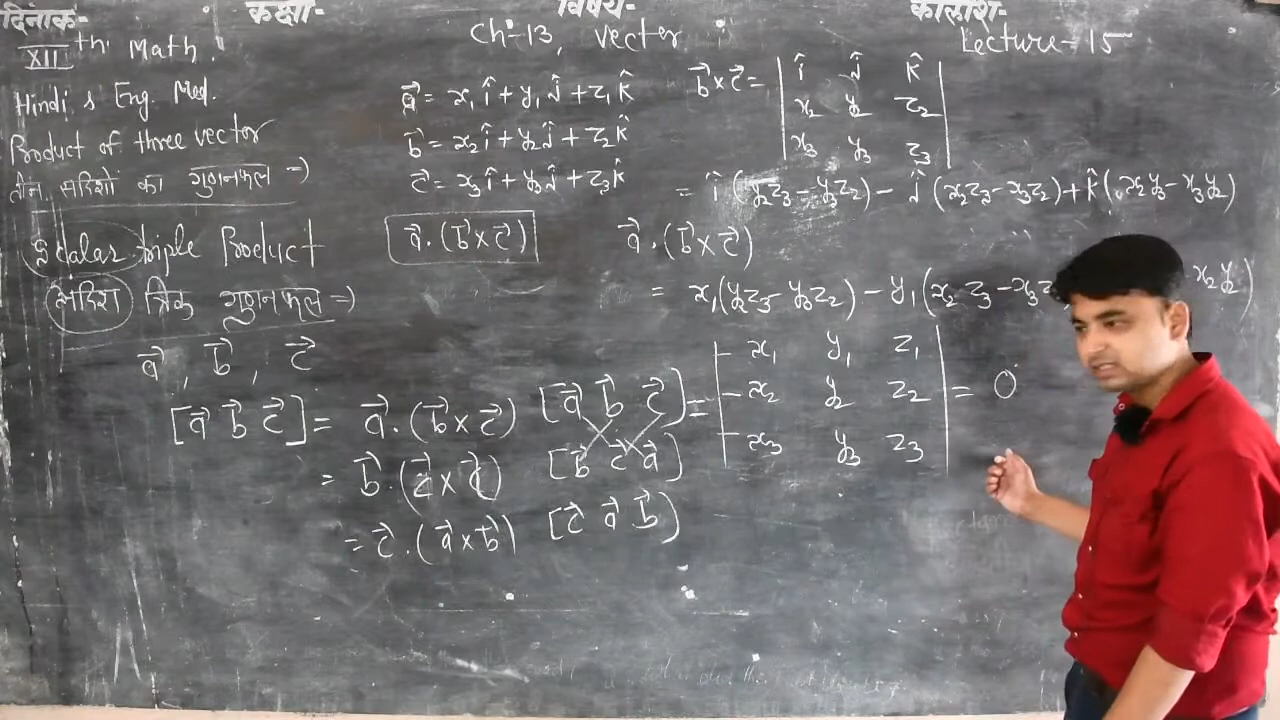 दिनांक- कक्षा- विषय- कालांश-
XII th Math. Ch-13, vector Lecture-15
Hindi & Eng. Med.
Product of three vector
तीन सदिशों का गुणनफल ⇒
Scalar triple Product
सदिश त्रिक गुणनफल ⇒
a⃗, b⃗, c⃗
[a⃗ b⃗ c⃗] = a⃗.(b⃗×c⃗)
= b⃗.(c⃗×a⃗)
= c⃗.(a⃗×b⃗)
a⃗ = x₁î + y₁ĵ + z₁k̂
b⃗ = x₂î + y₂ĵ + z₂k̂
c⃗ = x₃î + y₃ĵ + z₃k̂
a⃗.(b⃗×c⃗)
[a⃗ b⃗ c⃗] =
[b⃗ c⃗ a⃗]
[c⃗ a⃗ b⃗]
b⃗×c⃗ = | î ĵ k̂ |
| x₂ y₂ z₂ |
| x₃ y₃ z₃ |
= î(y₂z₃ - y₃z₂) - ĵ(x₂z₃ - x₃z₂) + k̂(x₂y₃ - x₃y₂)
a⃗.(b⃗×c⃗)
= x₁(y₂z₃ - y₃z₂) - y₁(x₂z₃ - x₃z x₂y₂)
| x₁ y₁ z₁ |
| x₂ y₂ z₂ | = 0
| x₃ y₃ z₃ |